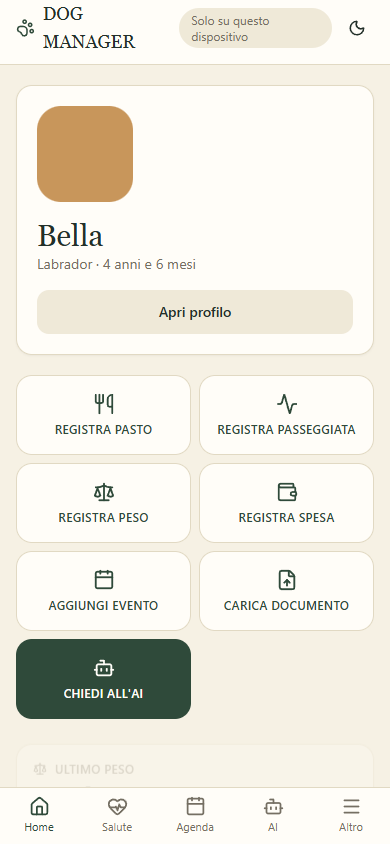 DOG
MANAGER
Solo su questo
dispositivo
Bella
Labrador · 4 anni e 6 mesi
Apri profilo
REGISTRA PASTO
REGISTRA PASSEGGIATA
REGISTRA PESO
REGISTRA SPESA
AGGIUNGI EVENTO
CARICA DOCUMENTO
CHIEDI ALL'AI
ULTIMO PESO
Home
Salute
Agenda
AI
Altro